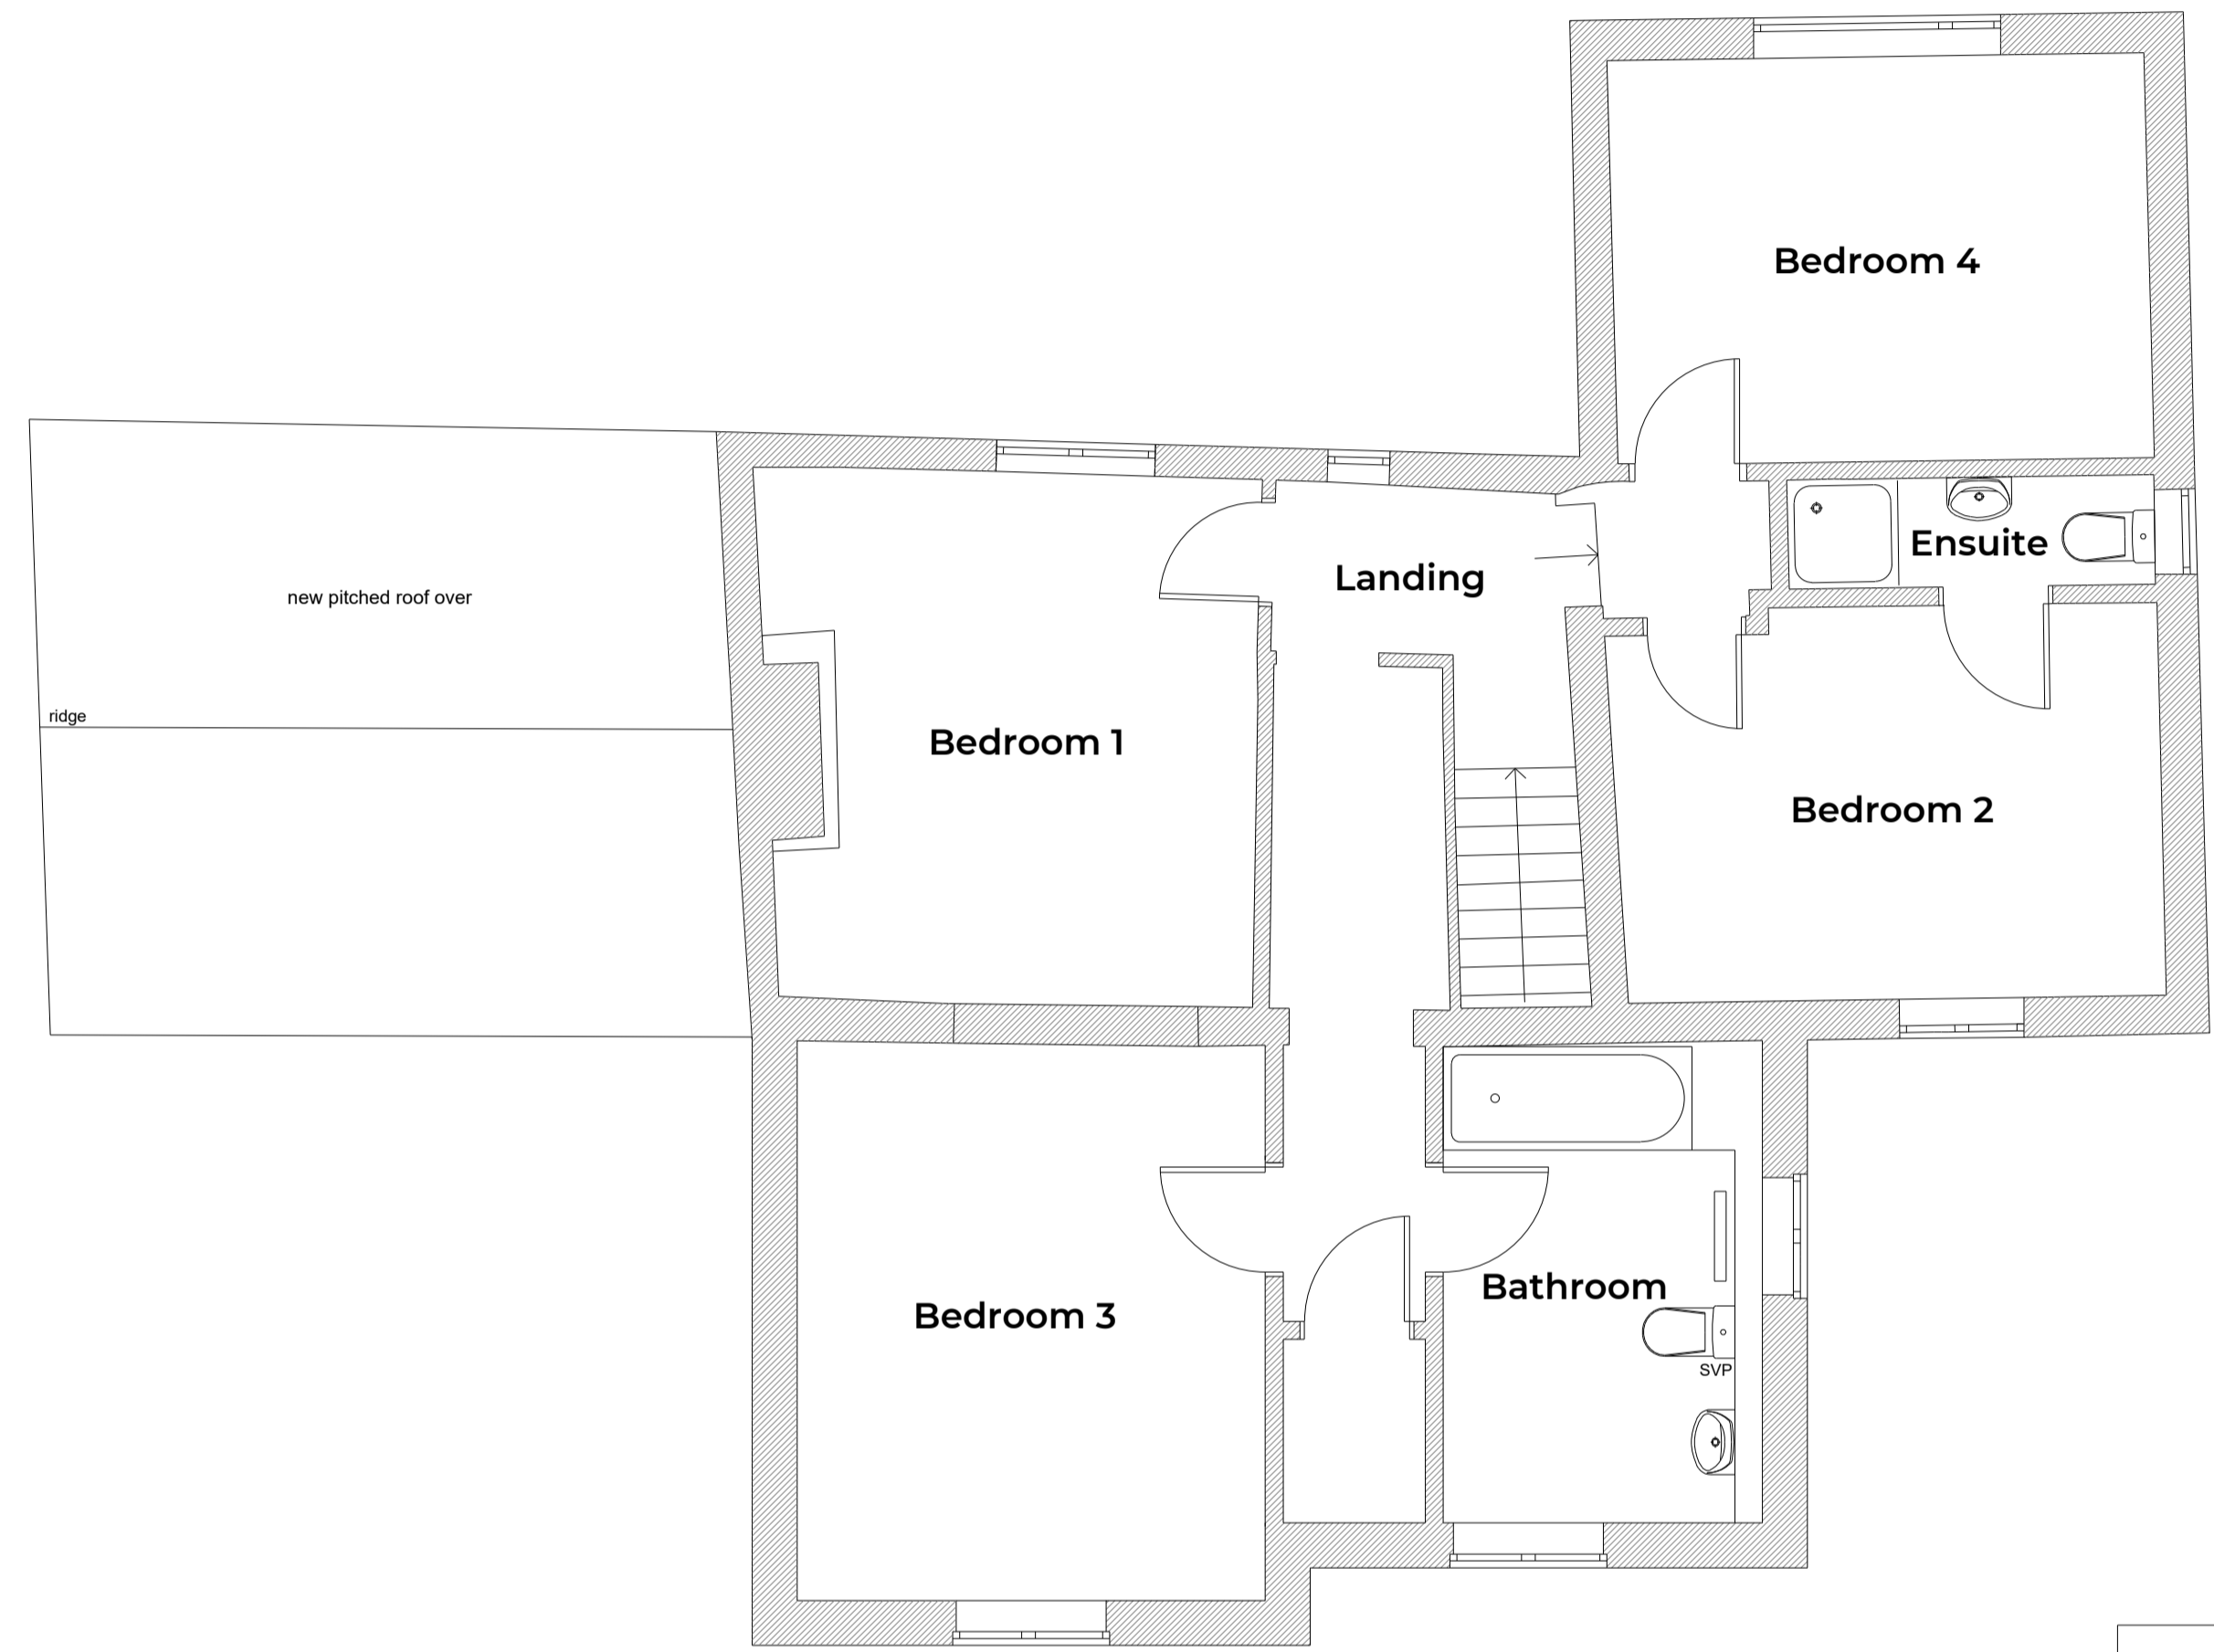 Bedroom 4
Ensuite
Landing
new pitched roof over
ridge
Bedroom 1
Bedroom 2
Bathroom
Bedroom 3
SVP